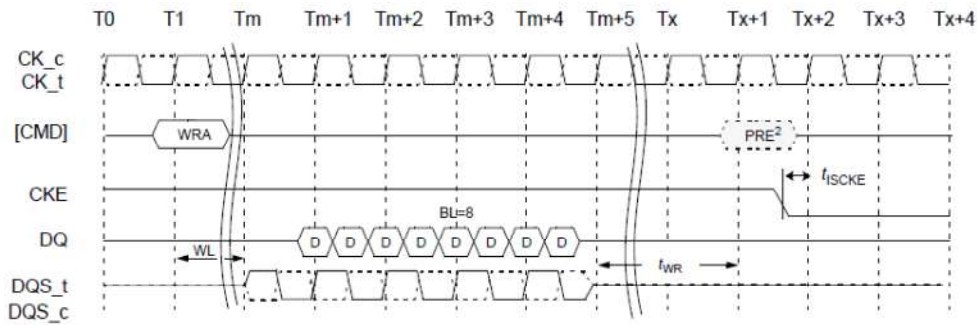 T0 T1 Tm Tm+1 Tm+2 Tm+3 Tm+4 Tm+5 Tx Tx+1 Tx+2 Tx+3 Tx+4
CK_c
CK_t
[CMD] WRA PRE²
CKE tISCKE
BL=8
DQ D D D D D D D D
WL tWR
DQS_t
DQS_c